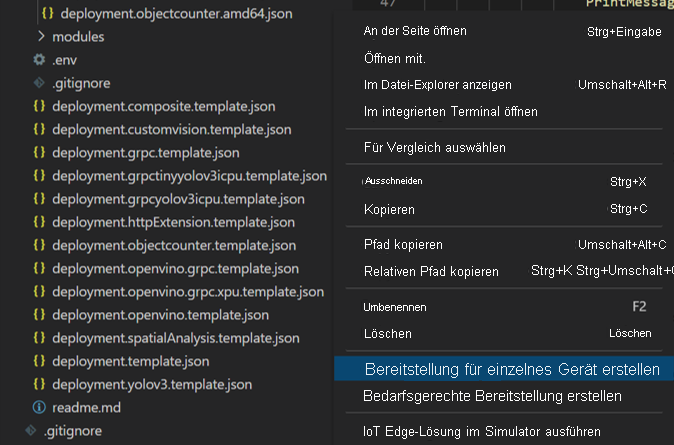 {} deployment.objectcounter.amd64.json
> modules
.env
.gitignore
{} deployment.composite.template.json
{} deployment.customvision.template.json
{} deployment.grpc.template.json
{} deployment.grpctinyyolov3icpu.template.json
{} deployment.grpcyolov3icpu.template.json
{} deployment.httpExtension.template.json
{} deployment.objectcounter.template.json
{} deployment.openvino.grpc.template.json
{} deployment.openvino.grpc.xpu.template.json
{} deployment.openvino.template.json
{} deployment.spatialAnalysis.template.json
{} deployment.template.json
{} deployment.yolov3.template.json
readme.md
.gitignore
47 PrintMessag
An der Seite öffnen Strg+Eingabe
Öffnen mit.
Im Datei-Explorer anzeigen Umschalt+Alt+R
Im integrierten Terminal öffnen
Für Vergleich auswählen
Ausschneiden Strg+X
Kopieren Strg+C
Pfad kopieren Umschalt+Alt+C
Relativen Pfad kopieren Strg+K Strg+Umschalt+C
Umbenennen F2
Löschen Löschen
Bereitstellung für einzelnes Gerät erstellen
Bedarfsgerechte Bereitstellung erstellen
IoT Edge-Lösung im Simulator ausführen